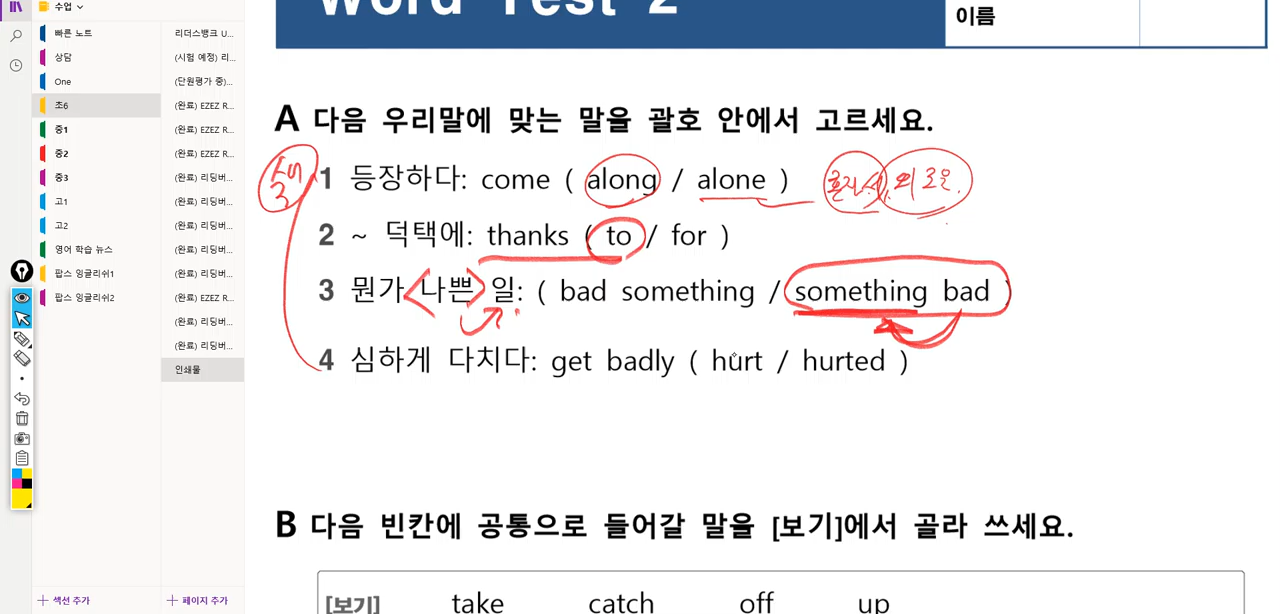 수업
빠른 노트
상담
One
초6
중1
중2
중3
고1
고2
영어 학습 뉴스
팝스 잉글리쉬1
팝스 잉글리쉬2
색션 추가
리더스뱅크 U...
(시험 예정) 리...
(단원평가 중)...
(완료) EZEZ R...
(완료) EZEZ R...
(완료) EZEZ R...
(완료) 리딩버...
(완료) 리딩버...
(완료) 리딩버...
(완료) 리딩버...
(완료) 리딩버...
(완료) EZEZ R...
(완료) 리딩버...
(완료) 리딩버...
인쇄물
페이지 추가
Word Test 2
이름
A 다음 우리말에 맞는 말을 괄호 안에서 고르세요.
1 등장하다: come ( along / alone ) 혼자서, 외로운.
2 ~ 덕택에: thanks ( to / for )
3 뭔가 나쁜 일: ( bad something / something bad )
4 심하게 다치다: get badly ( hurt / hurted )
B 다음 빈칸에 공통으로 들어갈 말을 [보기]에서 골라 쓰세요.
[보기] take catch off up